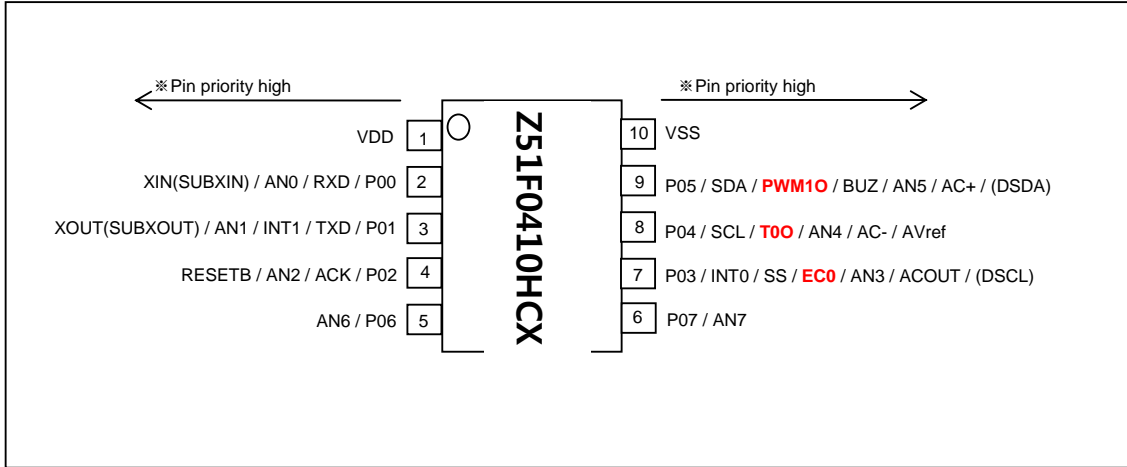 ※Pin priority high
※Pin priority high
Z51F0410HCX
VDD 1
10 VSS
XIN(SUBXIN) / AN0 / RXD / P00 2
9 P05 / SDA / PWM1O / BUZ / AN5 / AC+ / (DSDA)
XOUT(SUBXOUT) / AN1 / INT1 / TXD / P01 3
8 P04 / SCL / T0O / AN4 / AC- / AVref
RESETB / AN2 / ACK / P02 4
7 P03 / INT0 / SS / EC0 / AN3 / ACOUT / (DSCL)
AN6 / P06 5
6 P07 / AN7